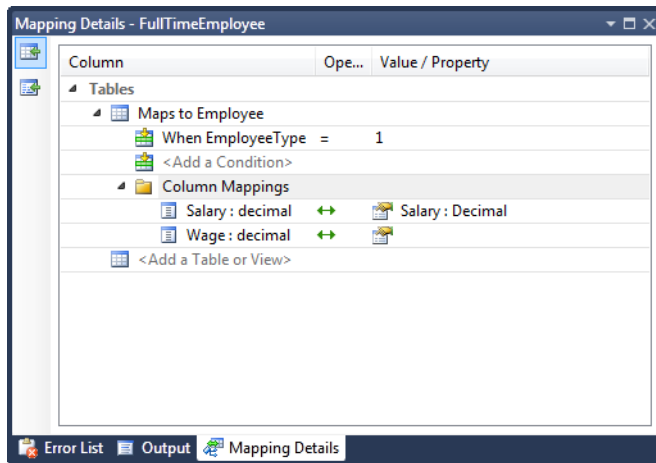 Mapping Details - FullTimeEmployee
Column Ope... Value / Property
Tables
Maps to Employee
When EmployeeType = 1
<Add a Condition>
Column Mappings
Salary : decimal Salary : Decimal
Wage : decimal
<Add a Table or View>
Error List Output Mapping Details